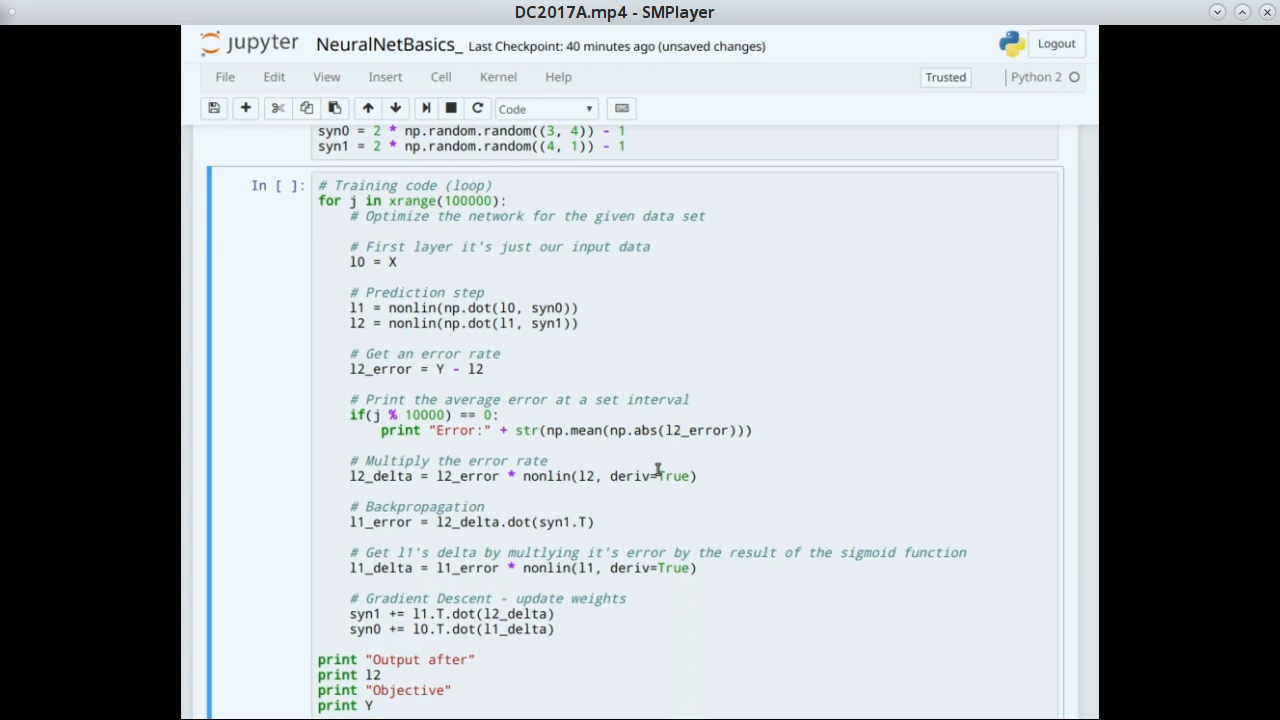 DC2017A.mp4 - SMPlayer
jupyter NeuralNetBasics_ Last Checkpoint: 40 minutes ago (unsaved changes) Logout
File Edit View Insert Cell Kernel Help Trusted Python 2
Code
syn0 = 2 * np.random.random((3, 4)) - 1
syn1 = 2 * np.random.random((4, 1)) - 1
In [ ]: # Training code (loop)
for j in xrange(100000):
    # Optimize the network for the given data set
    # First layer it's just our input data
    l0 = X
    # Prediction step
    l1 = nonlin(np.dot(l0, syn0))
    l2 = nonlin(np.dot(l1, syn1))
    # Get an error rate
    l2_error = Y - l2
    # Print the average error at a set interval
    if(j % 10000) == 0:
        print "Error:" + str(np.mean(np.abs(l2_error)))
    # Multiply the error rate
    l2_delta = l2_error * nonlin(l2, deriv=True)
    # Backpropagation
    l1_error = l2_delta.dot(syn1.T)
    # Get l1's delta by multlying it's error by the result of the sigmoid function
    l1_delta = l1_error * nonlin(l1, deriv=True)
    # Gradient Descent - update weights
    syn1 += l1.T.dot(l2_delta)
    syn0 += l0.T.dot(l1_delta)
print "Output after"
print l2
print "Objective"
print Y